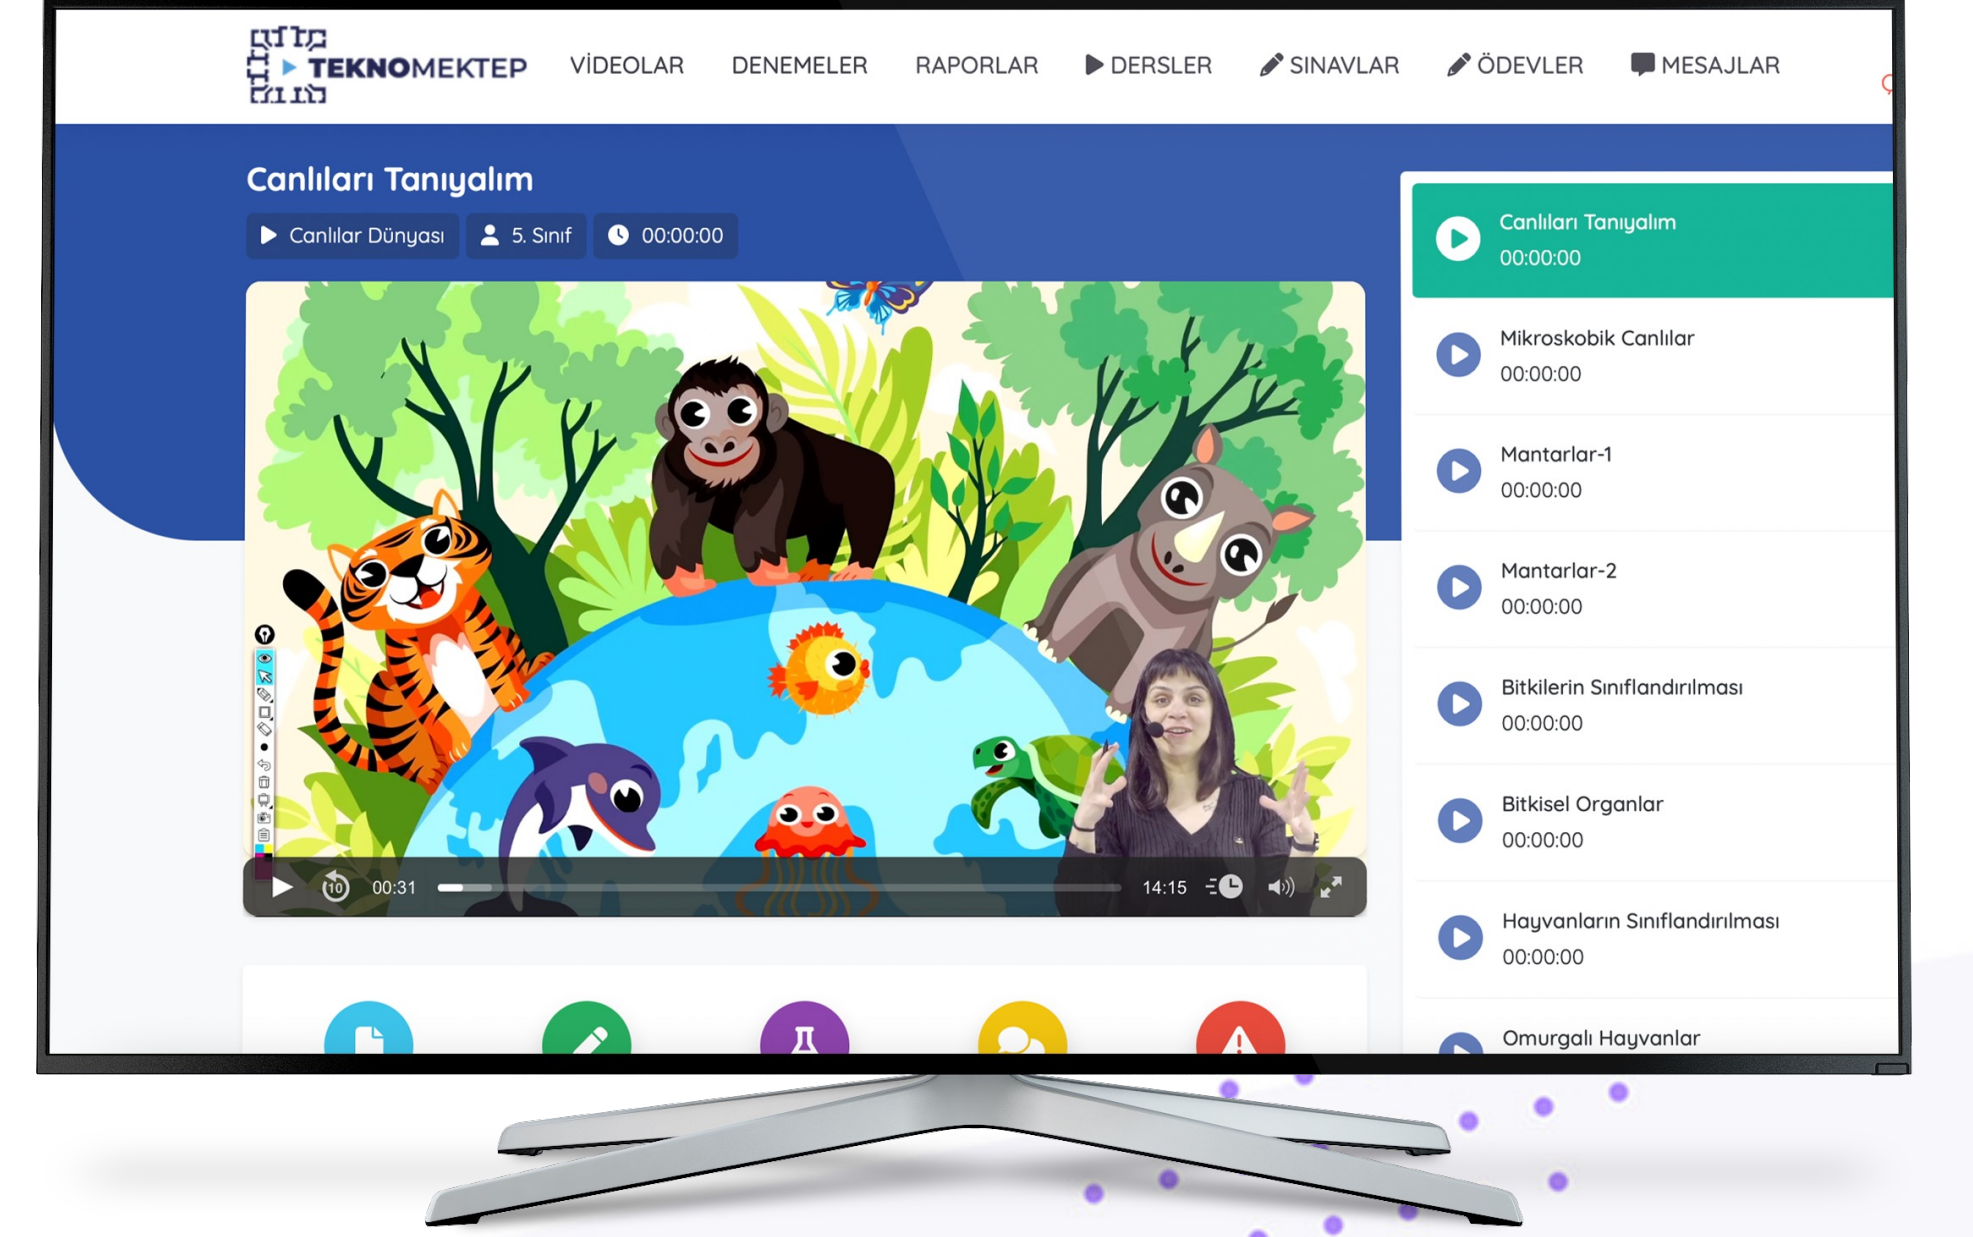 TEKNOMEKTEP
VİDEOLAR
DENEMELER
RAPORLAR
DERSLER
SINAVLAR
ÖDEVLER
MESAJLAR
Canlıları Tanıyalım
Canlılar Dünyası
5. Sınıf
00:00:00
10
00:31
14:15
Canlıları Tanıyalım
00:00:00
Mikroskobik Canlılar
00:00:00
Mantarlar-1
00:00:00
Mantarlar-2
00:00:00
Bitkilerin Sınıflandırılması
00:00:00
Bitkisel Organlar
00:00:00
Hayvanların Sınıflandırılması
00:00:00
Omurgalı Hayvanlar